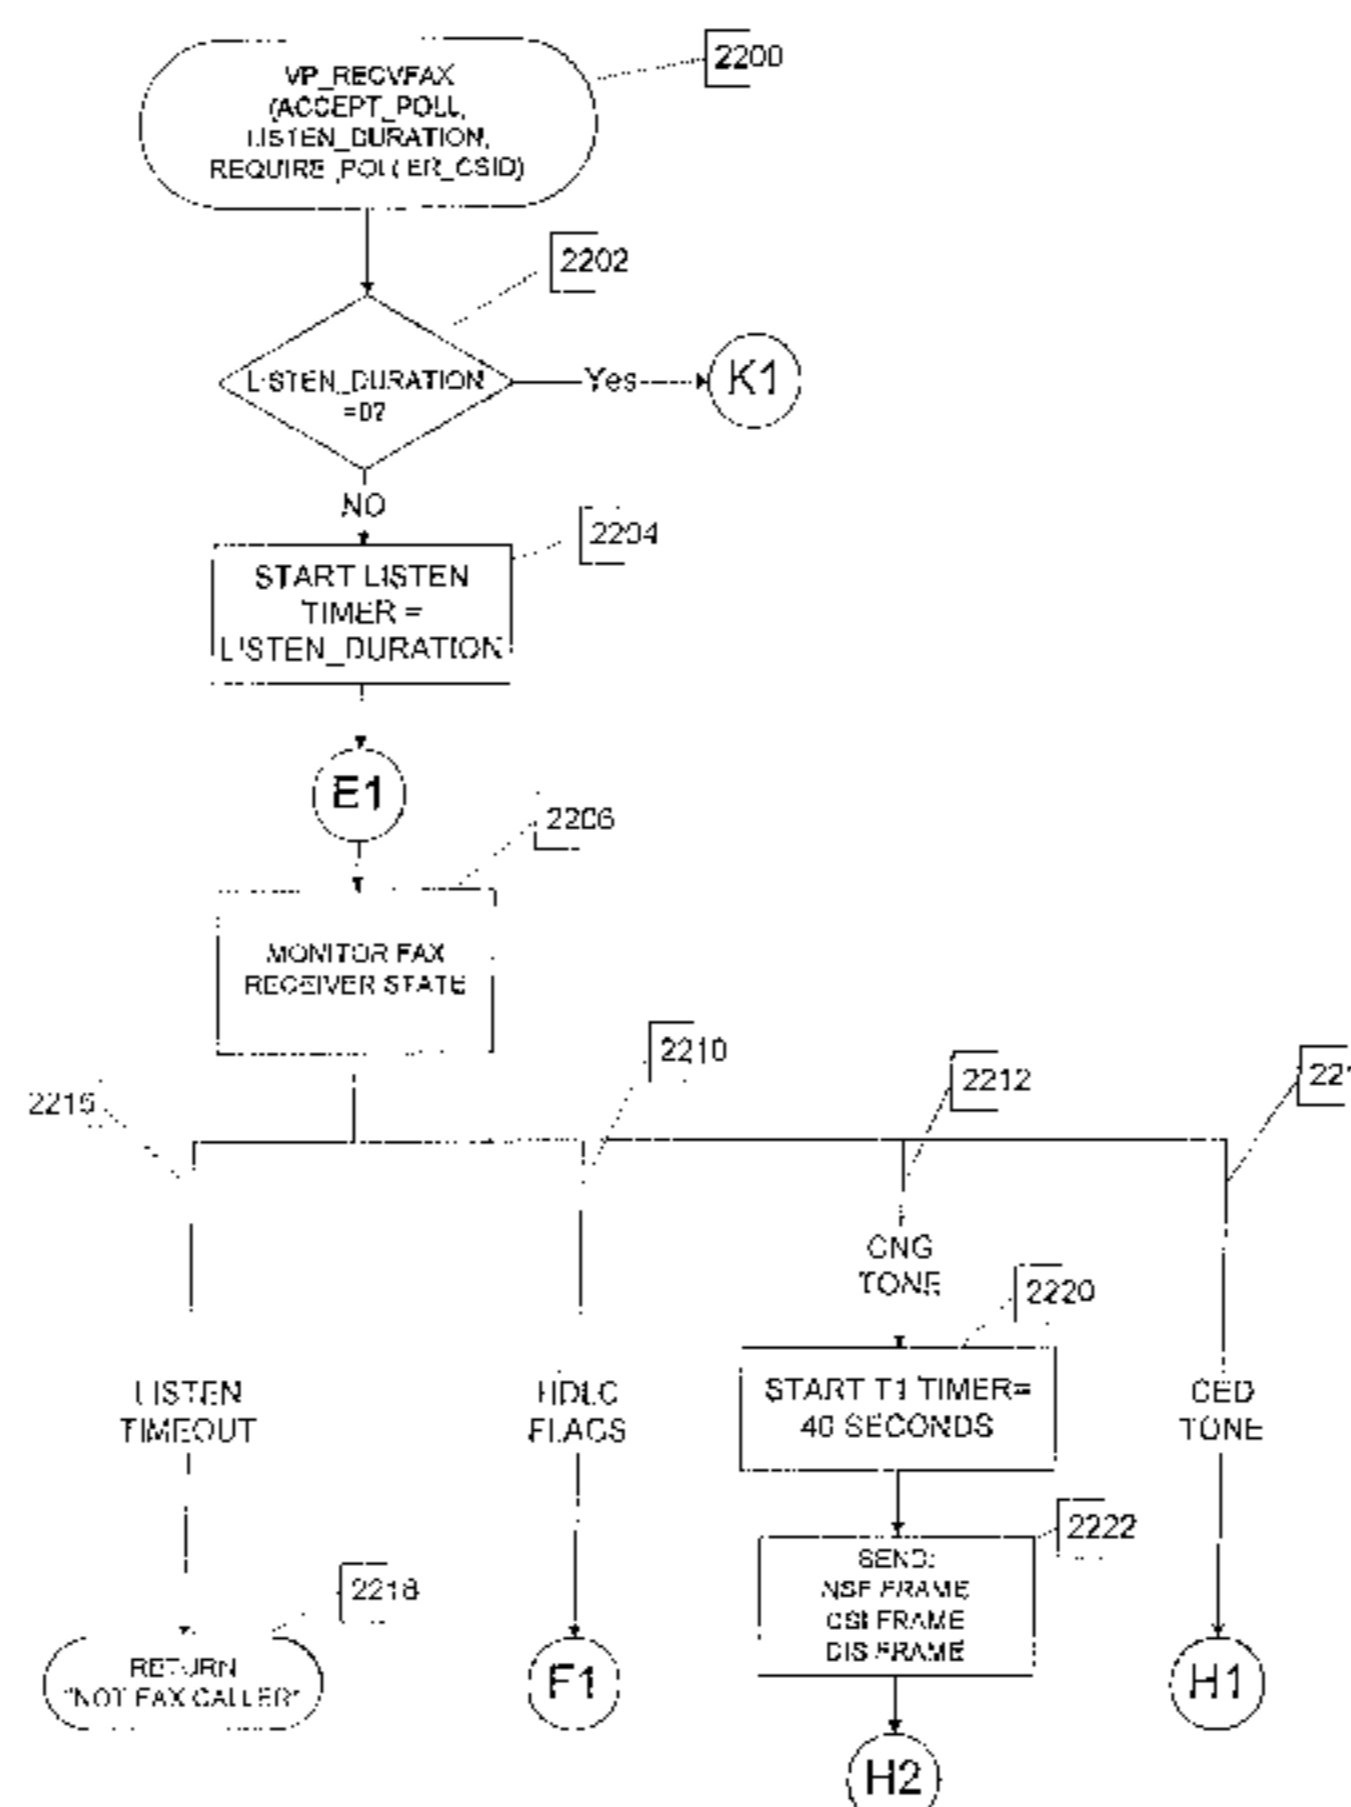 2200
VP_RECVFAX
(ACCEPT_POLL,
LISTEN_DURATION,
REQUIRE_POLLER_CSID)
2202
LISTEN_DURATION
=0?
Yes
K1
NO
2204
START LISTEN
TIMER =
LISTEN_DURATION
E1
2206
MONITOR FAX
RECEIVER STATE
2210
2212
221
2216
CNG
TONE
2220
LISTEN
TIMEOUT
HDLC
FLAGS
START T1 TIMER=
40 SECONDS
CED
TONE
2222
2218
SEND:
NSF FRAME
CSI FRAME
DIS FRAME
RETURN
"NOT FAX CALLER"
F1
H1
H2